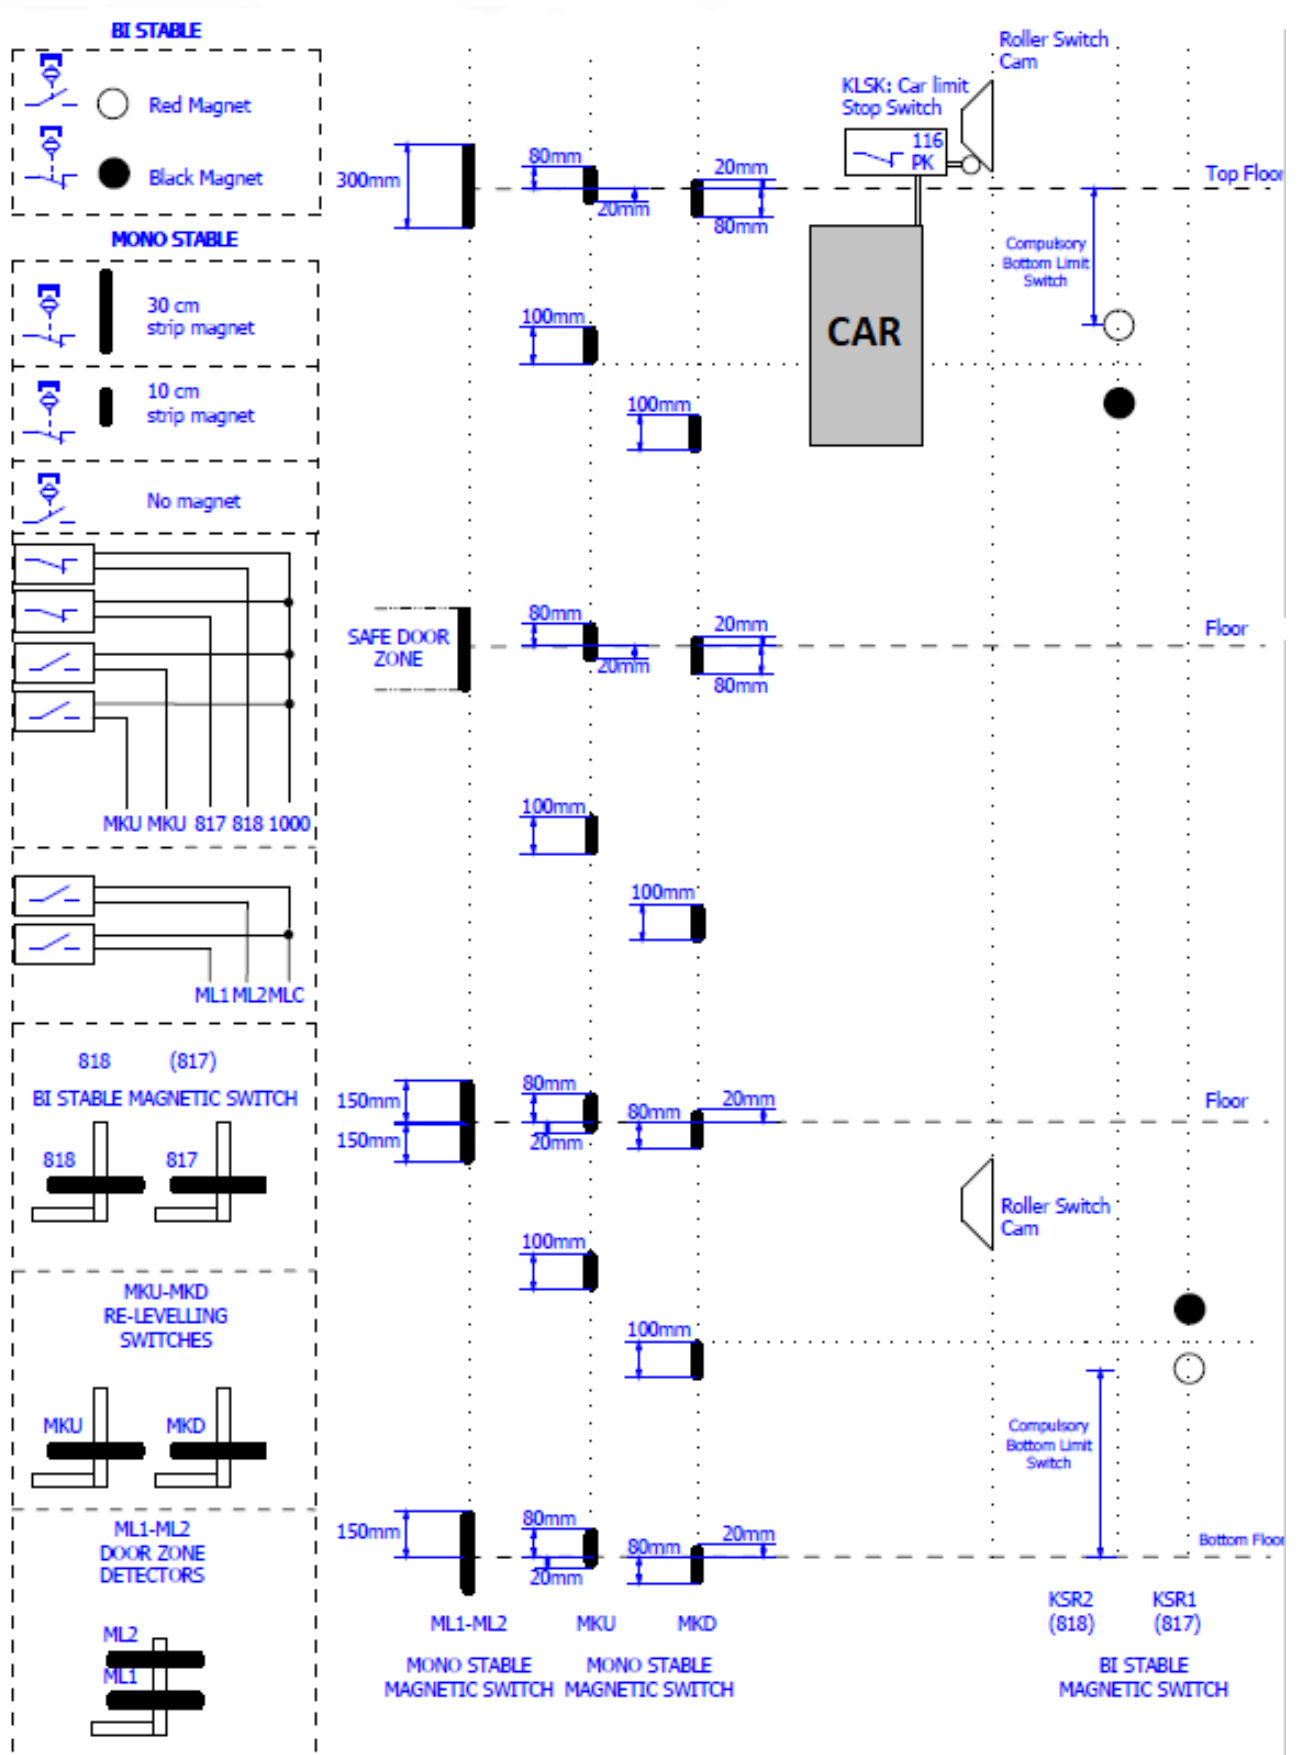 BI STABLE
Red Magnet
Black Magnet
MONO STABLE
30 cm
strip magnet
10 cm
strip magnet
No magnet
MKU MKU 817 818 1000
ML1 ML2 MLC
818 (817)
BI STABLE MAGNETIC SWITCH
818 817
MKU-MKD
RE-LEVELLING
SWITCHES
MKU MKD
ML1-ML2
DOOR ZONE
DETECTORS
ML2
ML1
Roller Switch
Cam
KLSK: Car limit
Stop Switch
116
PK
300mm
80mm
20mm
20mm
80mm
Top Floor
Compulsory
Bottom Limit
Switch
CAR
100mm
100mm
SAFE DOOR
ZONE
80mm
20mm
20mm
80mm
Floor
100mm
100mm
150mm
150mm
80mm
20mm
80mm
20mm
Floor
Roller Switch
Cam
100mm
100mm
Compulsory
Bottom Limit
Switch
150mm
80mm
20mm
80mm
20mm
Bottom Floor
ML1-ML2
MKU
MKD
KSR2
(818)
KSR1
(817)
MONO STABLE
MAGNETIC SWITCH
MONO STABLE
MAGNETIC SWITCH
BI STABLE
MAGNETIC SWITCH